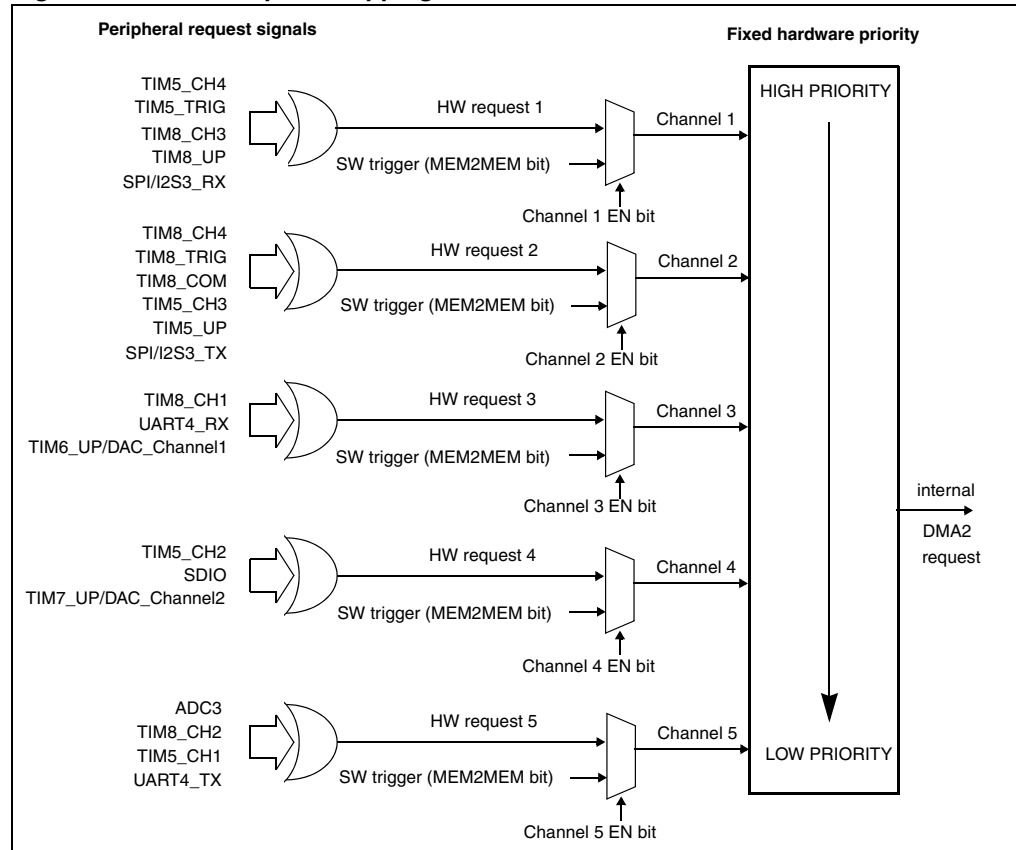 Peripheral request signals
Fixed hardware priority
TIM5_CH4
TIM5_TRIG
TIM8_CH3
TIM8_UP
SPI/I2S3_RX
HW request 1
SW trigger (MEM2MEM bit)
Channel 1
Channel 1 EN bit
HIGH PRIORITY
TIM8_CH4
TIM8_TRIG
TIM8_COM
TIM5_CH3
TIM5_UP
SPI/I2S3_TX
HW request 2
SW trigger (MEM2MEM bit)
Channel 2
Channel 2 EN bit
TIM8_CH1
UART4_RX
TIM6_UP/DAC_Channel1
HW request 3
SW trigger (MEM2MEM bit)
Channel 3
Channel 3 EN bit
internal
DMA2
request
TIM5_CH2
SDIO
TIM7_UP/DAC_Channel2
HW request 4
SW trigger (MEM2MEM bit)
Channel 4
Channel 4 EN bit
ADC3
TIM8_CH2
TIM5_CH1
UART4_TX
HW request 5
SW trigger (MEM2MEM bit)
Channel 5
Channel 5 EN bit
LOW PRIORITY